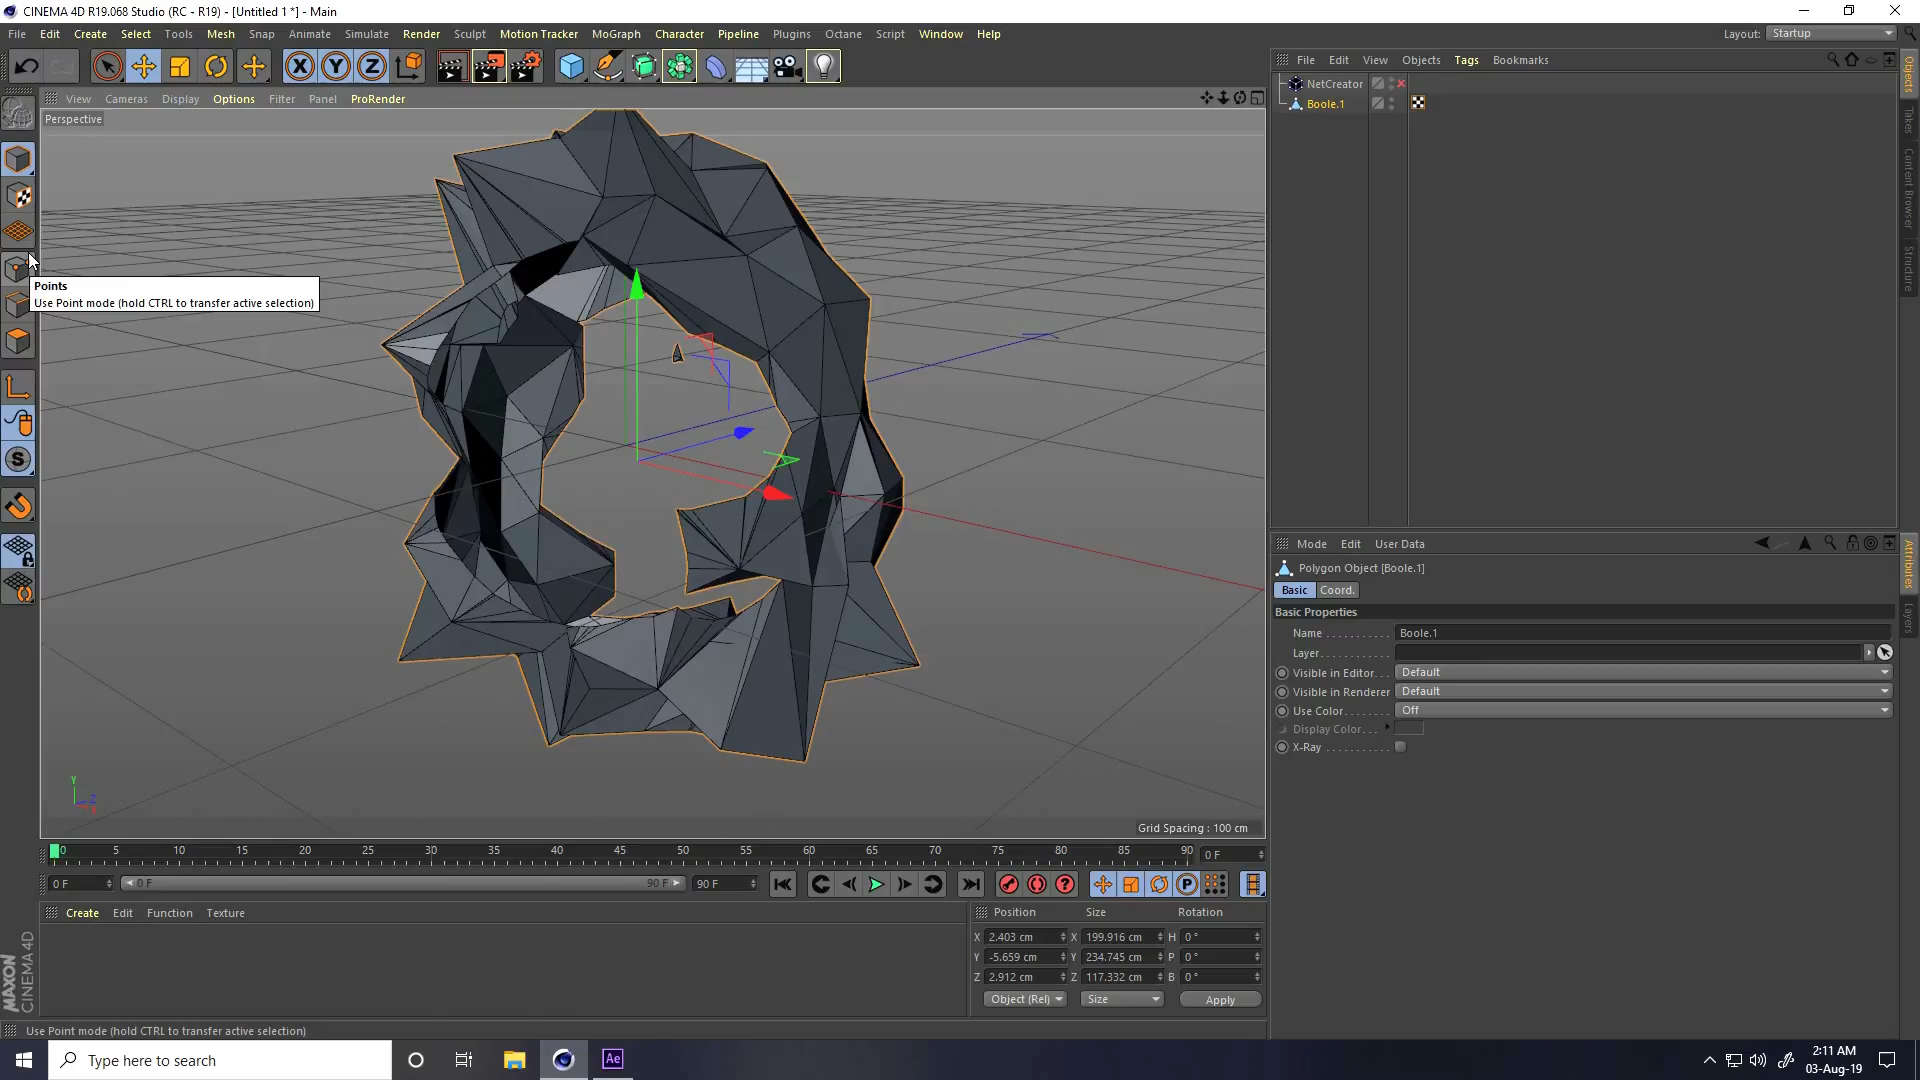 CINEMA 4D R19.068 Studio (RC - R19) - [Untitled 1 *] - Main
File Edit Create Select Tools Mesh Snap Animate Simulate Render Sculpt Motion Tracker MoGraph Character Pipeline Plugins Octane Script Window Help Layout: Startup
X Y Z
File Edit View Objects Tags Bookmarks
View Cameras Display Options Filter Panel ProRender
NetCreator
Boole.1
Perspective
Points
Use Point mode (hold CTRL to transfer active selection)
S
Objects
Takes
Content Browser
Structure
Mode Edit User Data
Polygon Object [Boole.1]
Basic Coord.
Basic Properties
Name Boole.1
Layer
Visible in Editor Default
Visible in Renderer Default
Use Color Off
Display Color
X-Ray
Attributes
Layers
Y
Z
X
Grid Spacing : 100 cm
0 5 10 15 20 25 30 35 40 45 50 55 60 65 70 75 80 85 90 0 F
0 F 0 F 90 F 90 F P
Create Edit Function Texture
Position Size Rotation
X 2.403 cm X 199.916 cm H 0 °
Y -5.659 cm Y 234.745 cm P 0 °
Z 2.912 cm Z 117.332 cm B 0 °
Object (Rel) Size Apply
MAXON
CINEMA 4D
Use Point mode (hold CTRL to transfer active selection)
Type here to search
Ae
2:11 AM
03-Aug-19